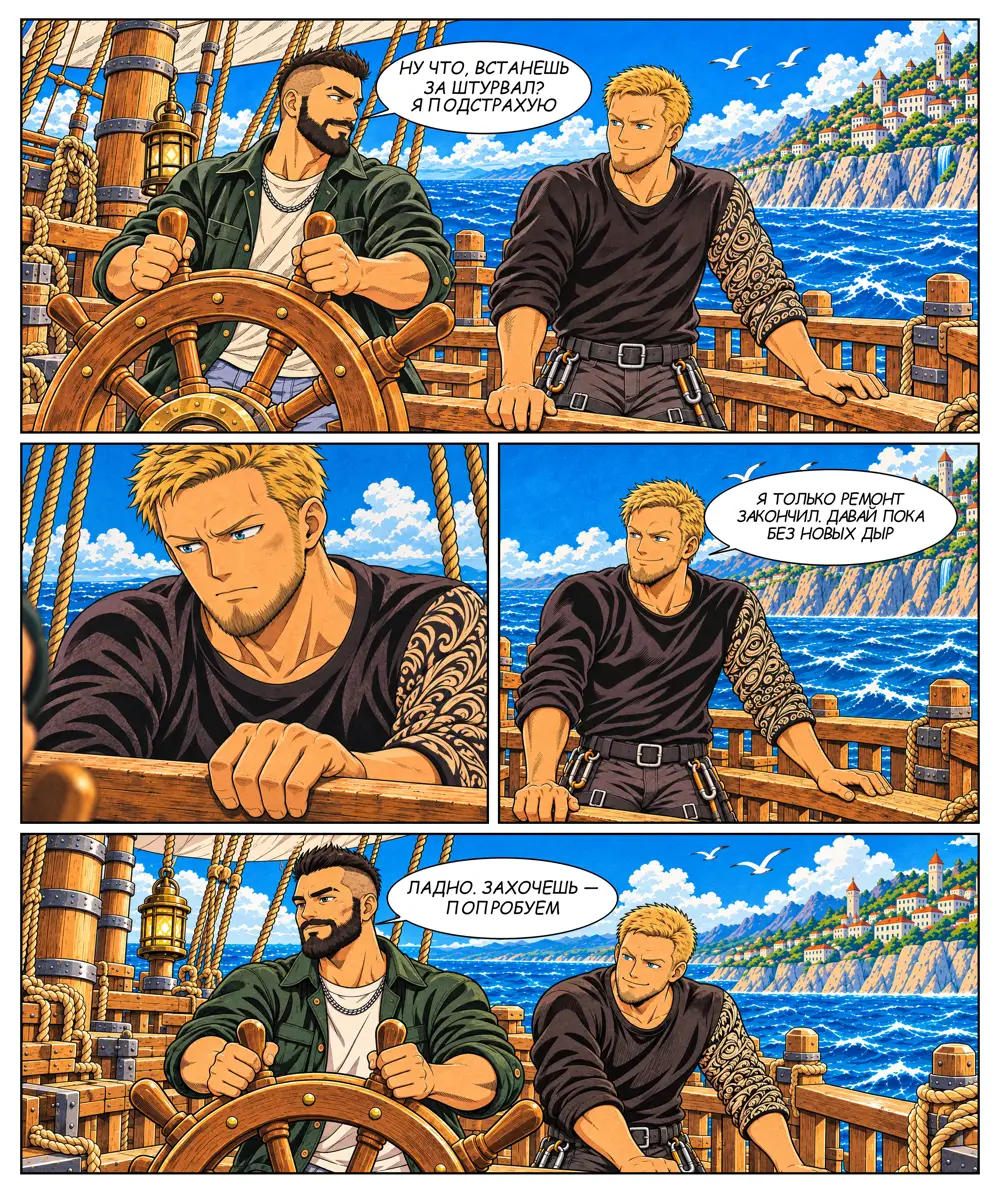 НУ ЧТО, ВСТАНЕШЬ
ЗА ШТУРВАЛ?
Я ПОДСТРАХУЮ
Я ТОЛЬКО РЕМОНТ
ЗАКОНЧИЛ. ДАВАЙ ПОКА
БЕЗ НОВЫХ ДЫР
ЛАДНО. ЗАХОЧЕШЬ —
ПОПРОБУЕМ